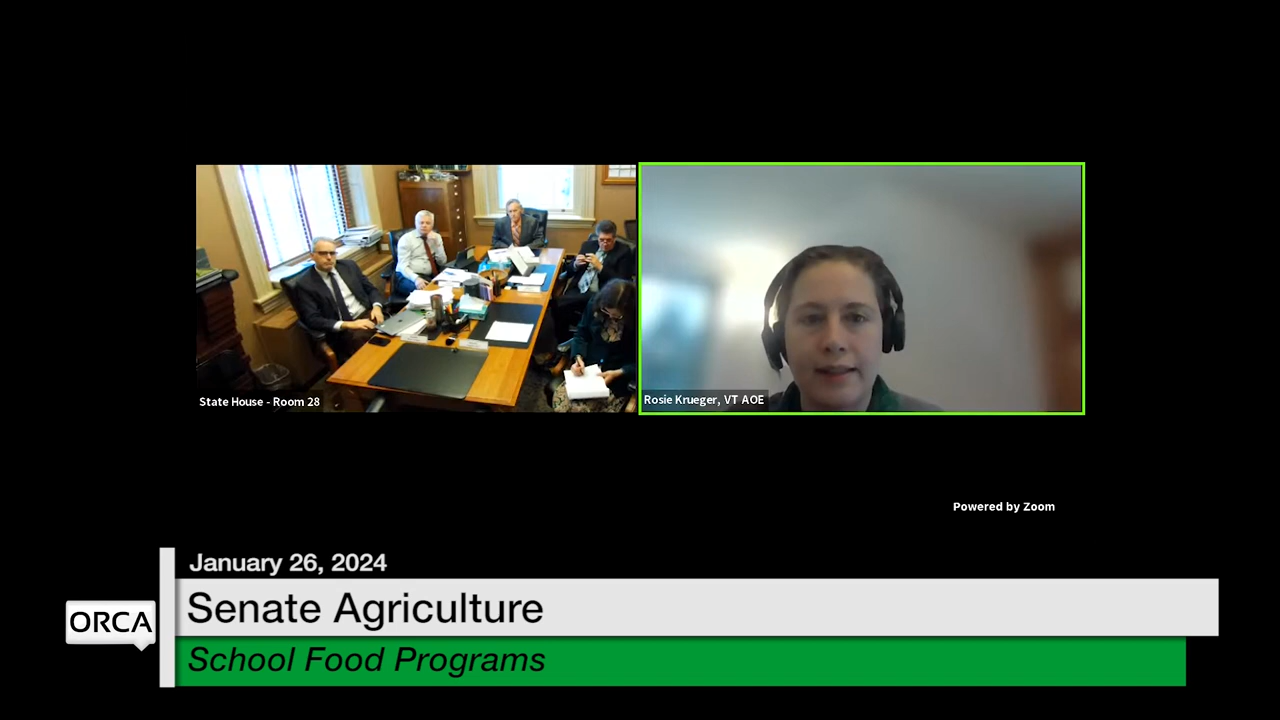 State House - Room 28
Rosie Krueger, VT AOE
Powered by Zoom
January 26, 2024
ORCA
Senate Agriculture
School Food Programs